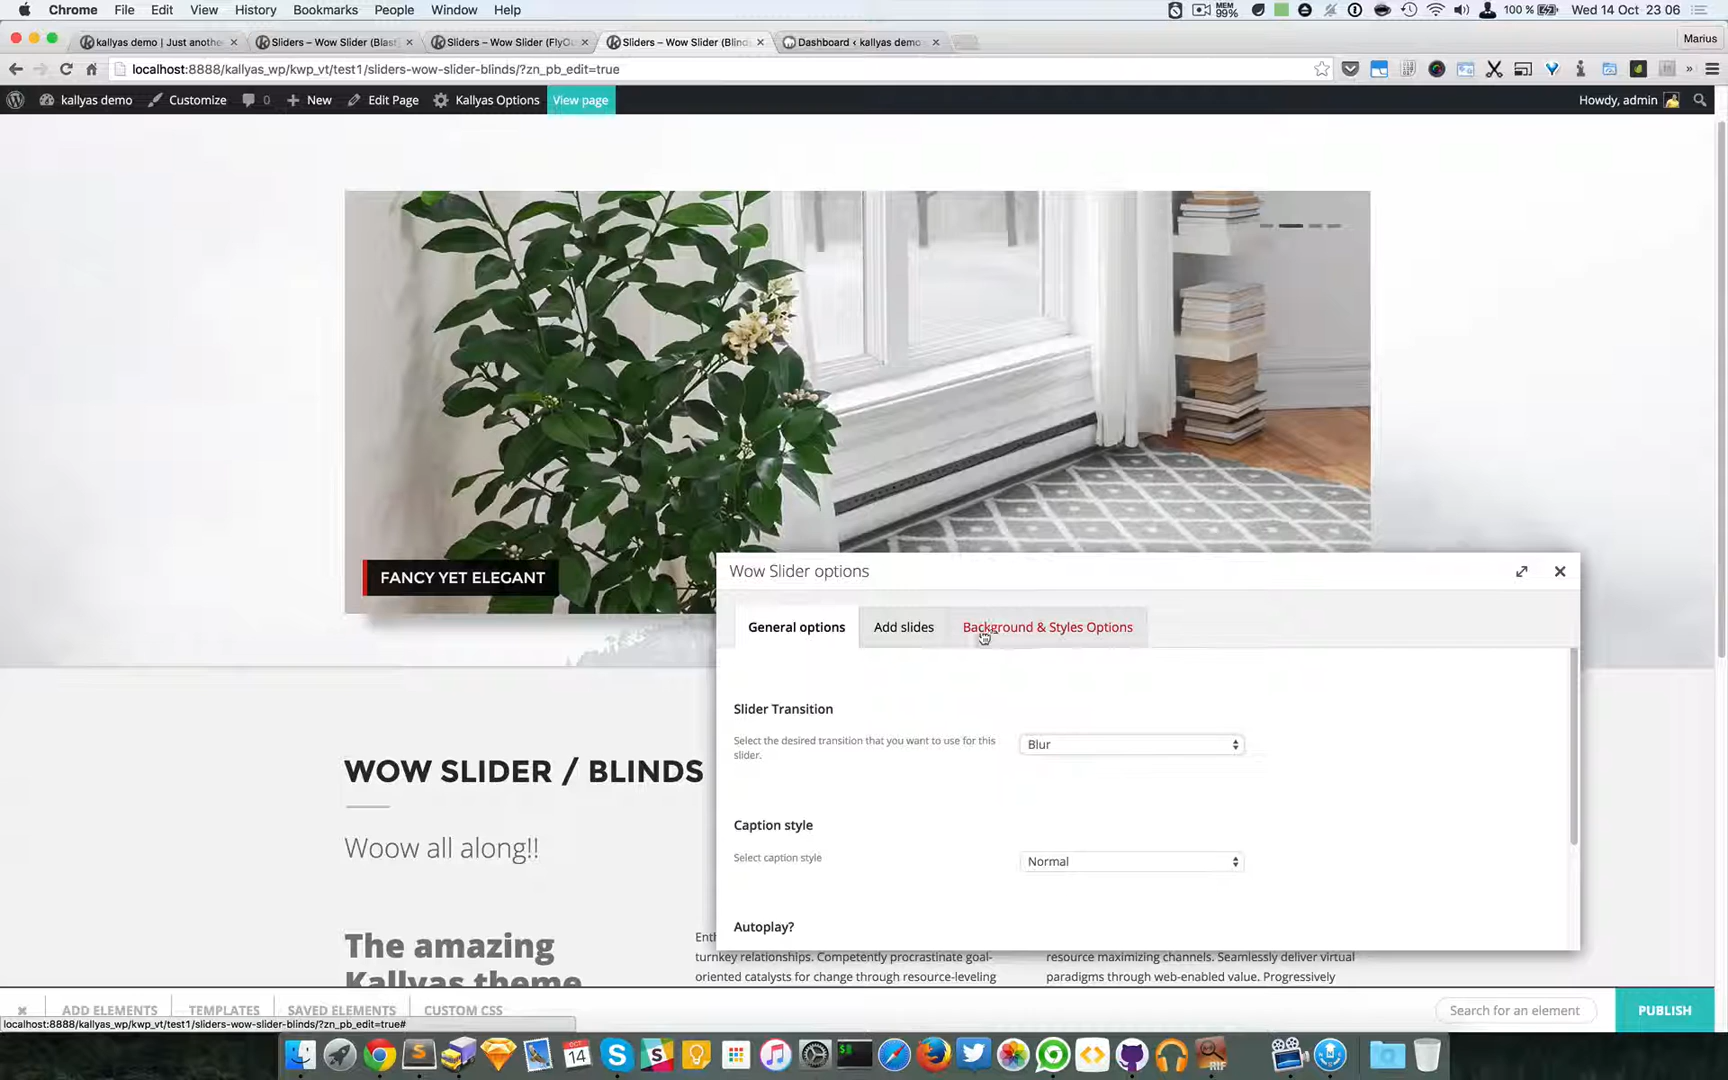 Chrome File Edit View History Bookmarks People Window Help
MEM 99% 100 % Wed 14 Oct 23 06
kallyas demo | Just anothe × Sliders – Wow Slider (Blast × Sliders – Wow Slider (FlyO × Sliders – Wow Slider (Blind × Dashboard ‹ kallyas demo × Marius
localhost:8888/kallyas_wp/kwp_vt/test1/sliders-wow-slider-blinds/?zn_pb_edit=true
kallyas demo Customize 0 New Edit Page Kallyas Options View page Howdy, admin
FANCY YET ELEGANT
Wow Slider options
General options Add slides Background & Styles Options
Slider Transition
Select the desired transition that you want to use for this
slider.
Blur
Caption style
Select caption style
Normal
Autoplay?
WOW SLIDER / BLINDS
Woow all along!!
The amazing
Kallyas theme
turnkey relationships. Competently procrastinate goal-
oriented catalysts for change through resource-leveling
resource maximizing channels. Seamlessly deliver virtual
paradigms through web-enabled value. Progressively
ADD ELEMENTS TEMPLATES SAVED ELEMENTS CUSTOM CSS Search for an element PUBLISH
localhost:8888/kallyas_wp/kwp_vt/test1/sliders-wow-slider-blinds/?zn_pb_edit=true#
OCT
14
RIF